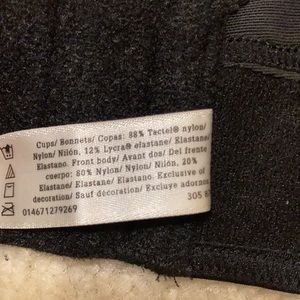 Cups/ Bonnets/ Copas: 88% Tactel® nylon/
Nylon/ Nilón, 12% Lycra® elastane/ Elastane/
Elastano. Front body/ Avant dos/ Del frente
cuerpo: 80% Nylon/ Nylon/ Nilón, 20%
Elastane/ Elastane/ Elastano. Exclusive of
decoration/ Sauf décoration/ Excluye adornos
014671279269
305